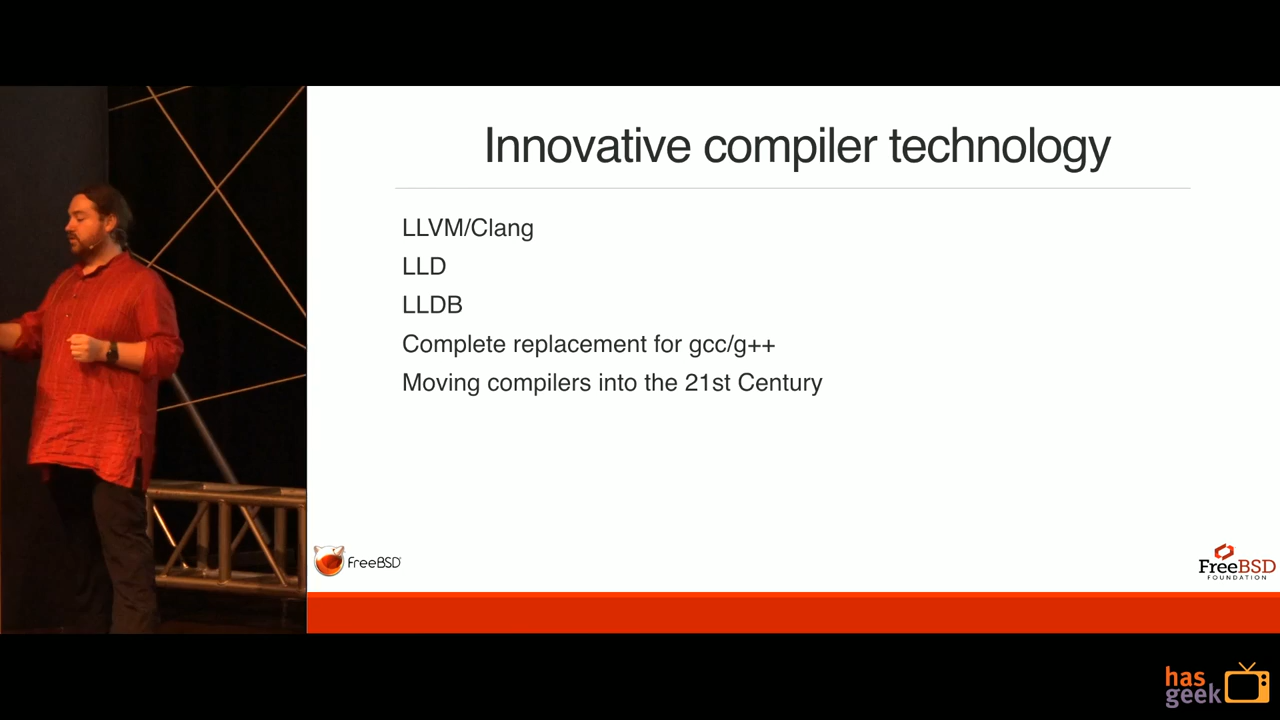 Innovative compiler technology
LLVM/Clang
LLD
LLDB
Complete replacement for gcc/g++
Moving compilers into the 21st Century
FreeBSD
FreeBSD
FOUNDATION
has
geek